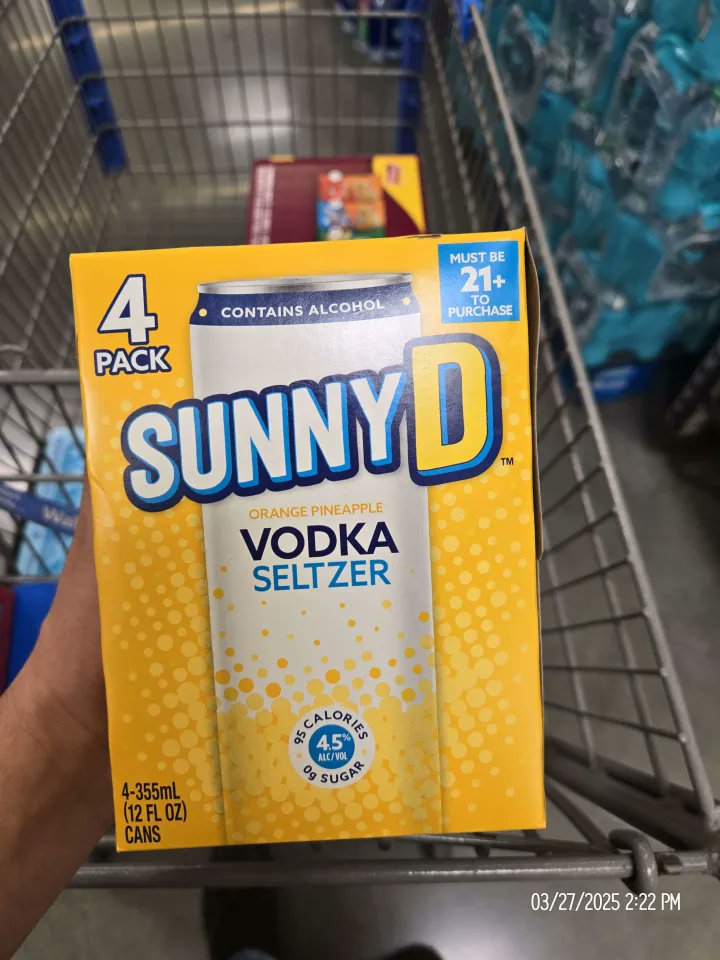 MUST BE
21+
TO
PURCHASE
4
PACK
CONTAINS ALCOHOL
SUNNYD
TM
ORANGE PINEAPPLE
VODKA
SELTZER
95 CALORIES
4.5%
ALC/VOL
0g SUGAR
4-355mL
(12 FL OZ)
CANS
03/27/2025 2:22 PM